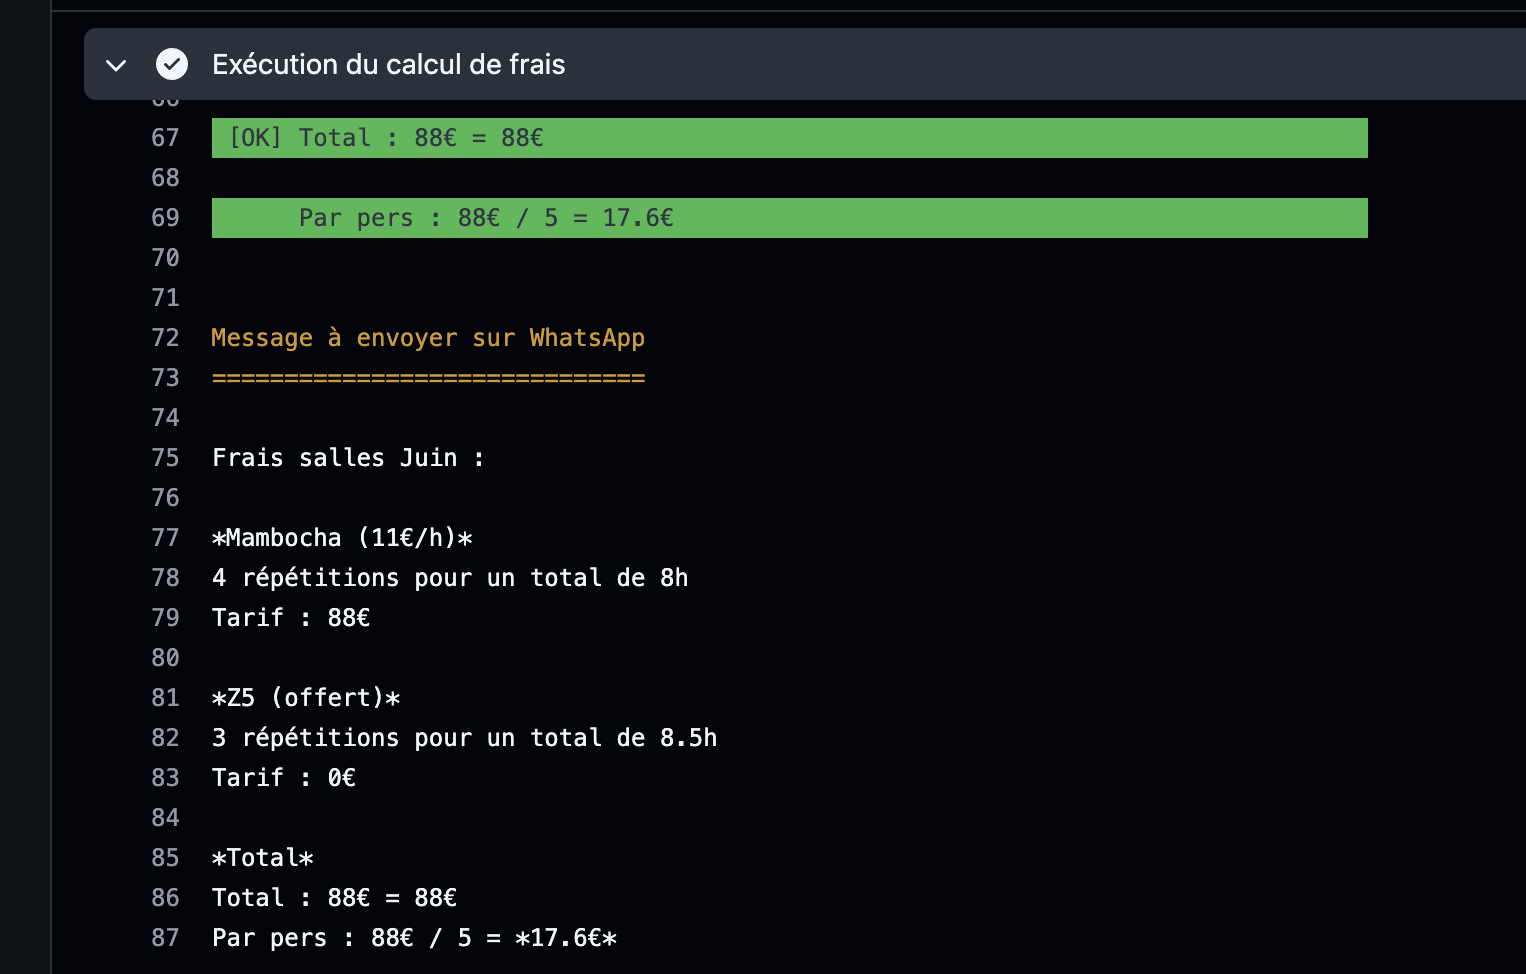 Exécution du calcul de frais
66
67 [OK] Total : 88€ = 88€
68
69 Par pers : 88€ / 5 = 17.6€
70
71
72 Message à envoyer sur WhatsApp
73 ==============================
74
75 Frais salles Juin :
76
77 *Mambocha (11€/h)*
78 4 répétitions pour un total de 8h
79 Tarif : 88€
80
81 *Z5 (offert)*
82 3 répétitions pour un total de 8.5h
83 Tarif : 0€
84
85 *Total*
86 Total : 88€ = 88€
87 Par pers : 88€ / 5 = *17.6€*